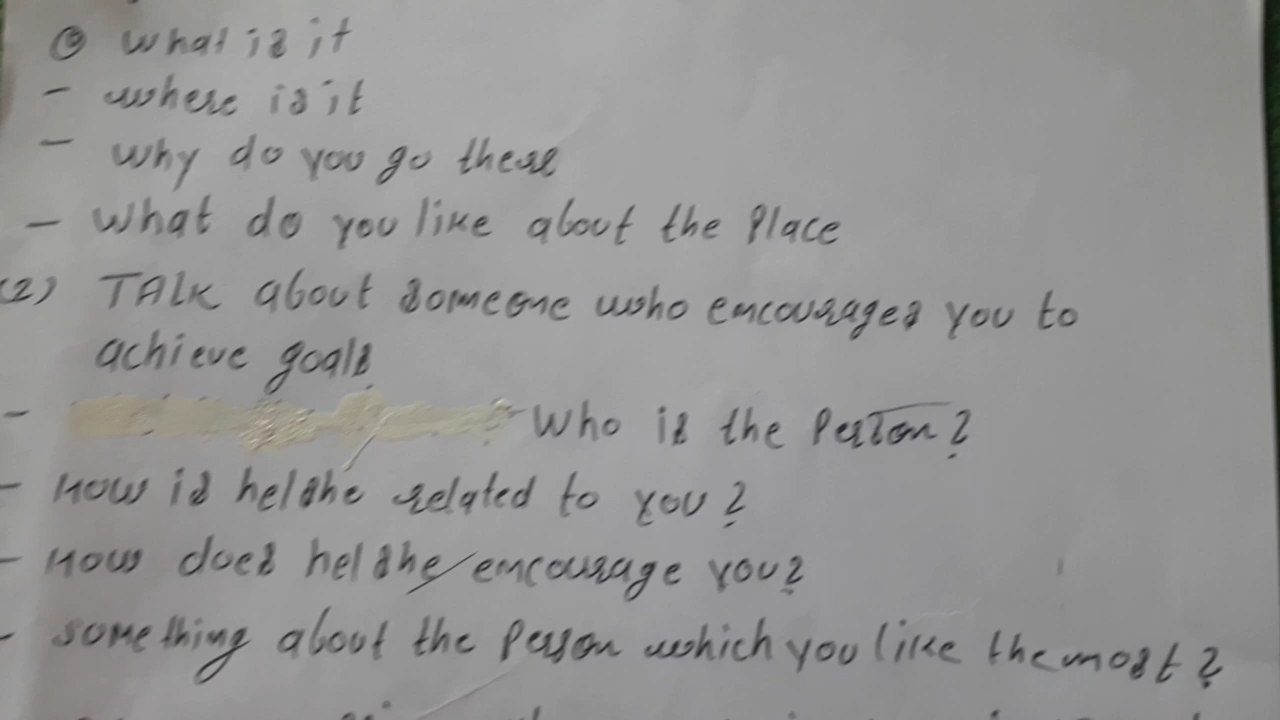 What is it
- where is it
- why do you go there
- What do you like about the Place
(2) TALK about someone who encourages you to
achieve goals
- Who is the Person?
- How is he/she related to you?
- How does he/she encourage you?
- something about the Person which you like the most?